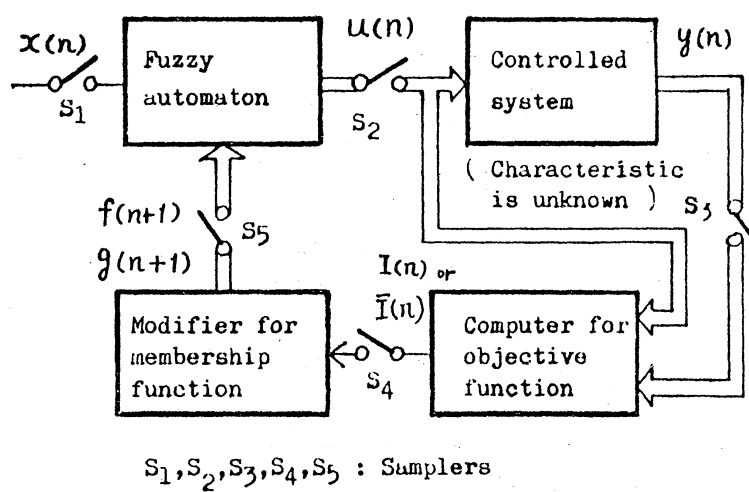 x(n)
S1
Fuzzy
automaton
u(n)
S2
Controlled
system
y(n)
( Characteristic
is unknown )
S3
f(n+1)
g(n+1)
S5
I(n) or
Ī(n)
S4
Modifier for
membership
function
Computer for
objective
function
S1,S2,S3,S4,S5 : Samplers